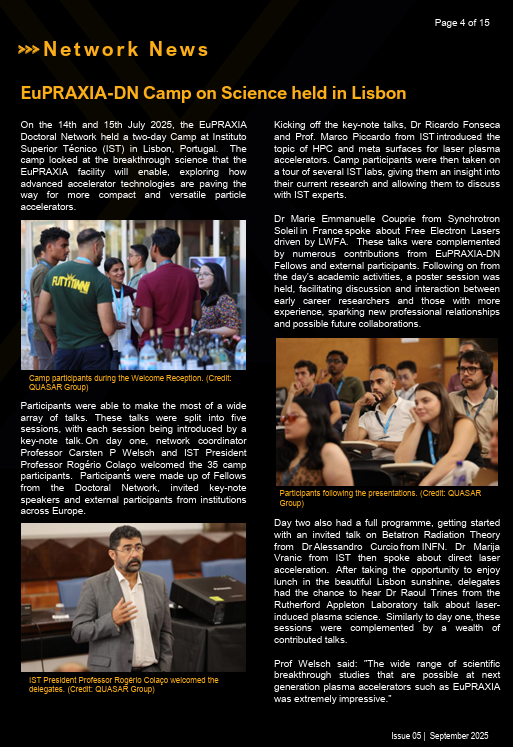 Page 4 of 15
>>> Network News
EuPRAXIA-DN Camp on Science held in Lisbon
On the 14th and 15th July 2025, the EuPRAXIA
Doctoral Network held a two-day Camp at Instituto
Superior Técnico (IST) in Lisbon, Portugal. The
camp looked at the breakthrough science that the
EuPRAXIA facility will enable, exploring how
advanced accelerator technologies are paving the
way for more compact and versatile particle
accelerators.
FUTTITIANNI
Camp participants during the Welcome Reception. (Credit:
QUASAR Group)
Participants were able to make the most of a wide
array of talks. These talks were split into five
sessions, with each session being introduced by a
key-note talk. On day one, network coordinator
Professor Carsten P Welsch and IST President
Professor Rogério Colaço welcomed the 35 camp
participants. Participants were made up of Fellows
from the Doctoral Network, invited key-note
speakers and external participants from institutions
across Europe.
IST President Professor Rogério Colaço welcomed the
delegates. (Credit: QUASAR Group)
Kicking off the key-note talks, Dr Ricardo Fonseca
and Prof. Marco Piccardo from IST introduced the
topic of HPC and meta surfaces for laser plasma
accelerators. Camp participants were then taken on
a tour of several IST labs, giving them an insight into
their current research and allowing them to discuss
with IST experts.
Dr Marie Emmanuelle Couprie from Synchrotron
Soleil in France spoke about Free Electron Lasers
driven by LWFA. These talks were complemented
by numerous contributions from EuPRAXIA-DN
Fellows and external participants. Following on from
the day's academic activities, a poster session was
held, facilitating discussion and interaction between
early career researchers and those with more
experience, sparking new professional relationships
and possible future collaborations.
Participants following the presentations. (Credit: QUASAR
Group)
Day two also had a full programme, getting started
with an invited talk on Betatron Radiation Theory
from Dr Alessandro Curcio from INFN. Dr Marija
Vranic from IST then spoke about direct laser
acceleration. After taking the opportunity to enjoy
lunch in the beautiful Lisbon sunshine, delegates
had the chance to hear Dr Raoul Trines from the
Rutherford Appleton Laboratory talk about laser-
induced plasma science. Similarly to day one, these
sessions were complemented by a wealth of
contributed talks.
Prof Welsch said: "The wide range of scientific
breakthrough studies that are possible at next
generation plasma accelerators such as EuPRAXIA
was extremely impressive."
Issue 05 | September 2025